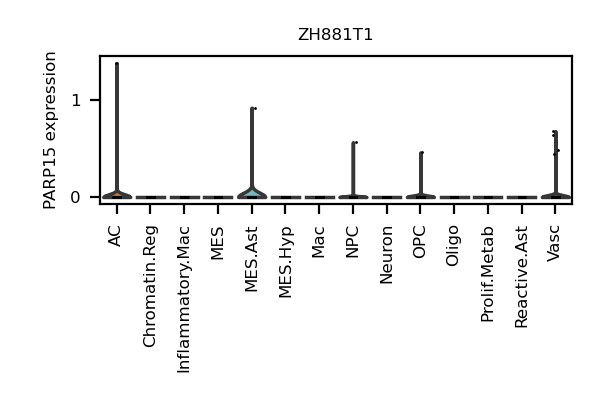 ZH881T1
PARP15 expression
1
0
AC
Chromatin.Reg
Inflammatory.Mac
MES
MES.Ast
MES.Hyp
Mac
NPC
Neuron
OPC
Oligo
Prolif.Metab
Reactive.Ast
Vasc